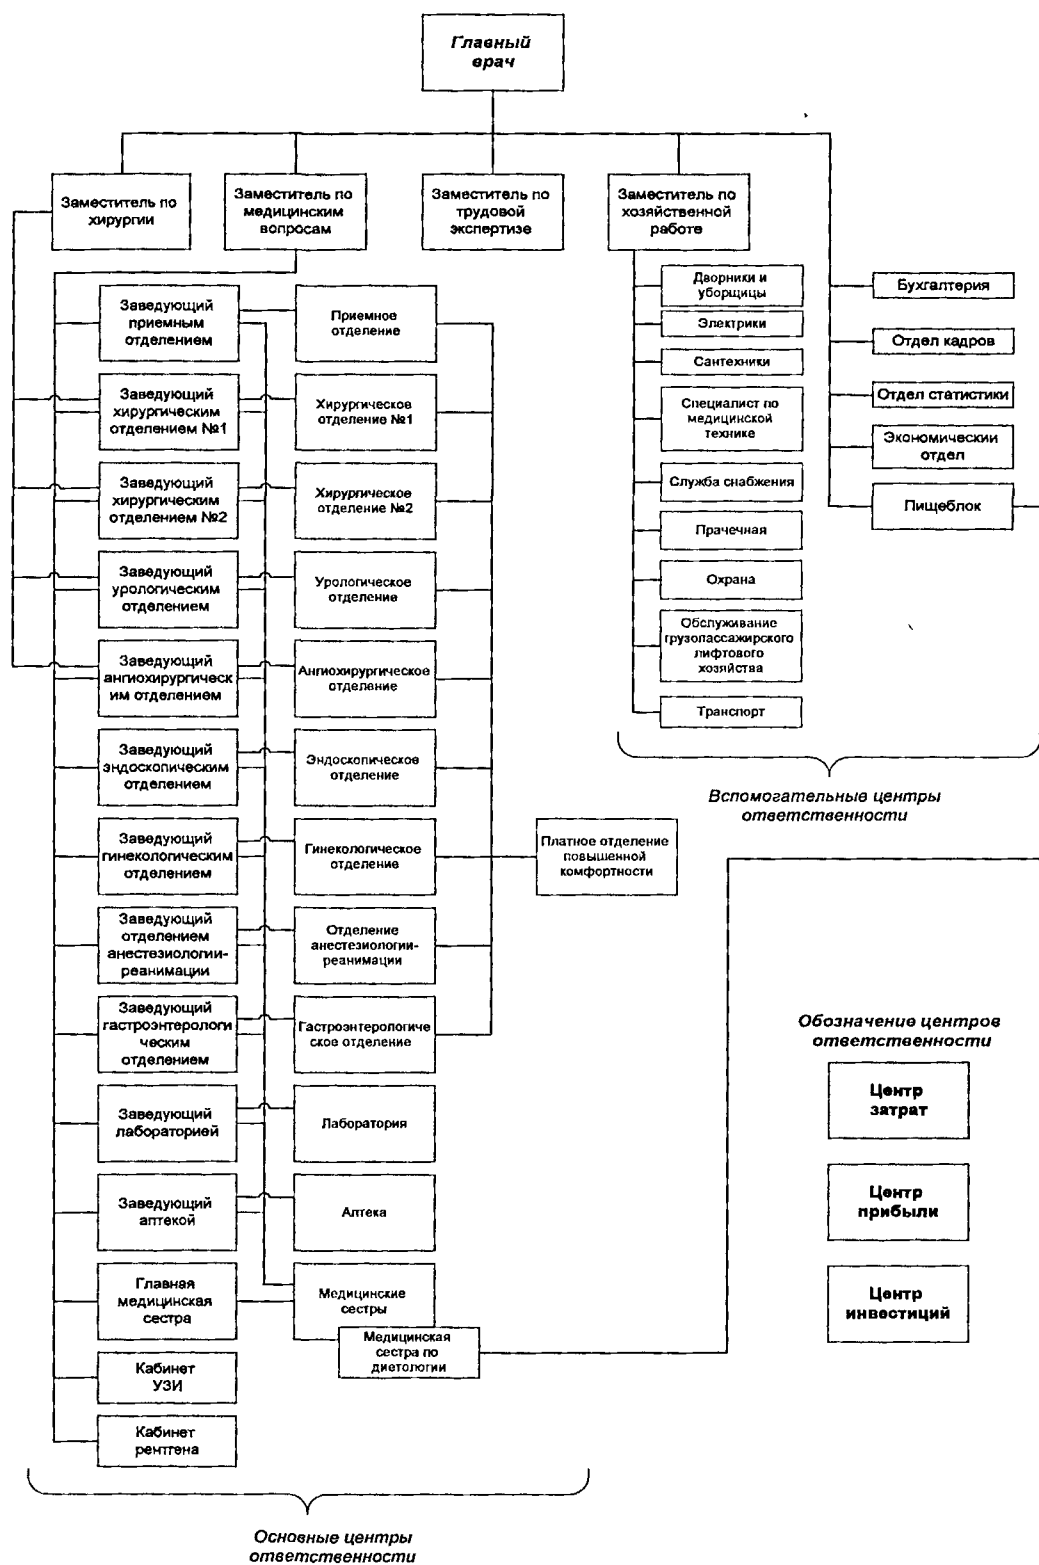 Главный
врач
Заместитель по
хирургии
Заместитель по
медицинским
вопросам
Заместитель по
трудовой
экспертизе
Заместитель по
хозяйственной
работе
Заведующий
приемным
отделением
Заведующий
хирургическим
отделением №1
Заведующий
хирургическим
отделением №2
Заведующий
урологическим
отделением
Заведующий
ангиохирургическ
им отделением
Заведующий
эндоскопическим
отделением
Заведующий
гинекологическим
отделением
Заведующий
отделением
анестезиологии-
реанимации
Заведующий
гастроэнтерологи
ческим
отделением
Заведующий
лабораторией
Заведующий
аптекой
Главная
медицинская
сестра
Кабинет
УЗИ
Кабинет
рентгена
Приемное
отделение
Хирургическое
отделение №1
Хирургическое
отделение №2
Урологическое
отделение
Ангиохирургическое
отделение
Эндоскопическое
отделение
Гинекологическое
отделение
Отделение
анестезиологии-
реанимации
Гастроэнтерологиче
ское отделение
Лаборатория
Аптека
Медицинские
сестры
Медицинская
сестра по
диетологии
Платное отделение
повышенной
комфортности
Дворники и
уборщицы
Электрики
Сантехники
Специалист по
медицинской
технике
Служба снабжения
Прачечная
Охрана
Обслуживание
грузопассажирского
лифтового
хозяйства
Транспорт
Бухгалтерия
Отдел кадров
Отдел статистики
Экономический
отдел
Пищеблок
Вспомогательные центры
ответственности
Обозначение центров
ответственности
Центр
затрат
Центр
прибыли
Центр
инвестиций
Основные центры
ответственности